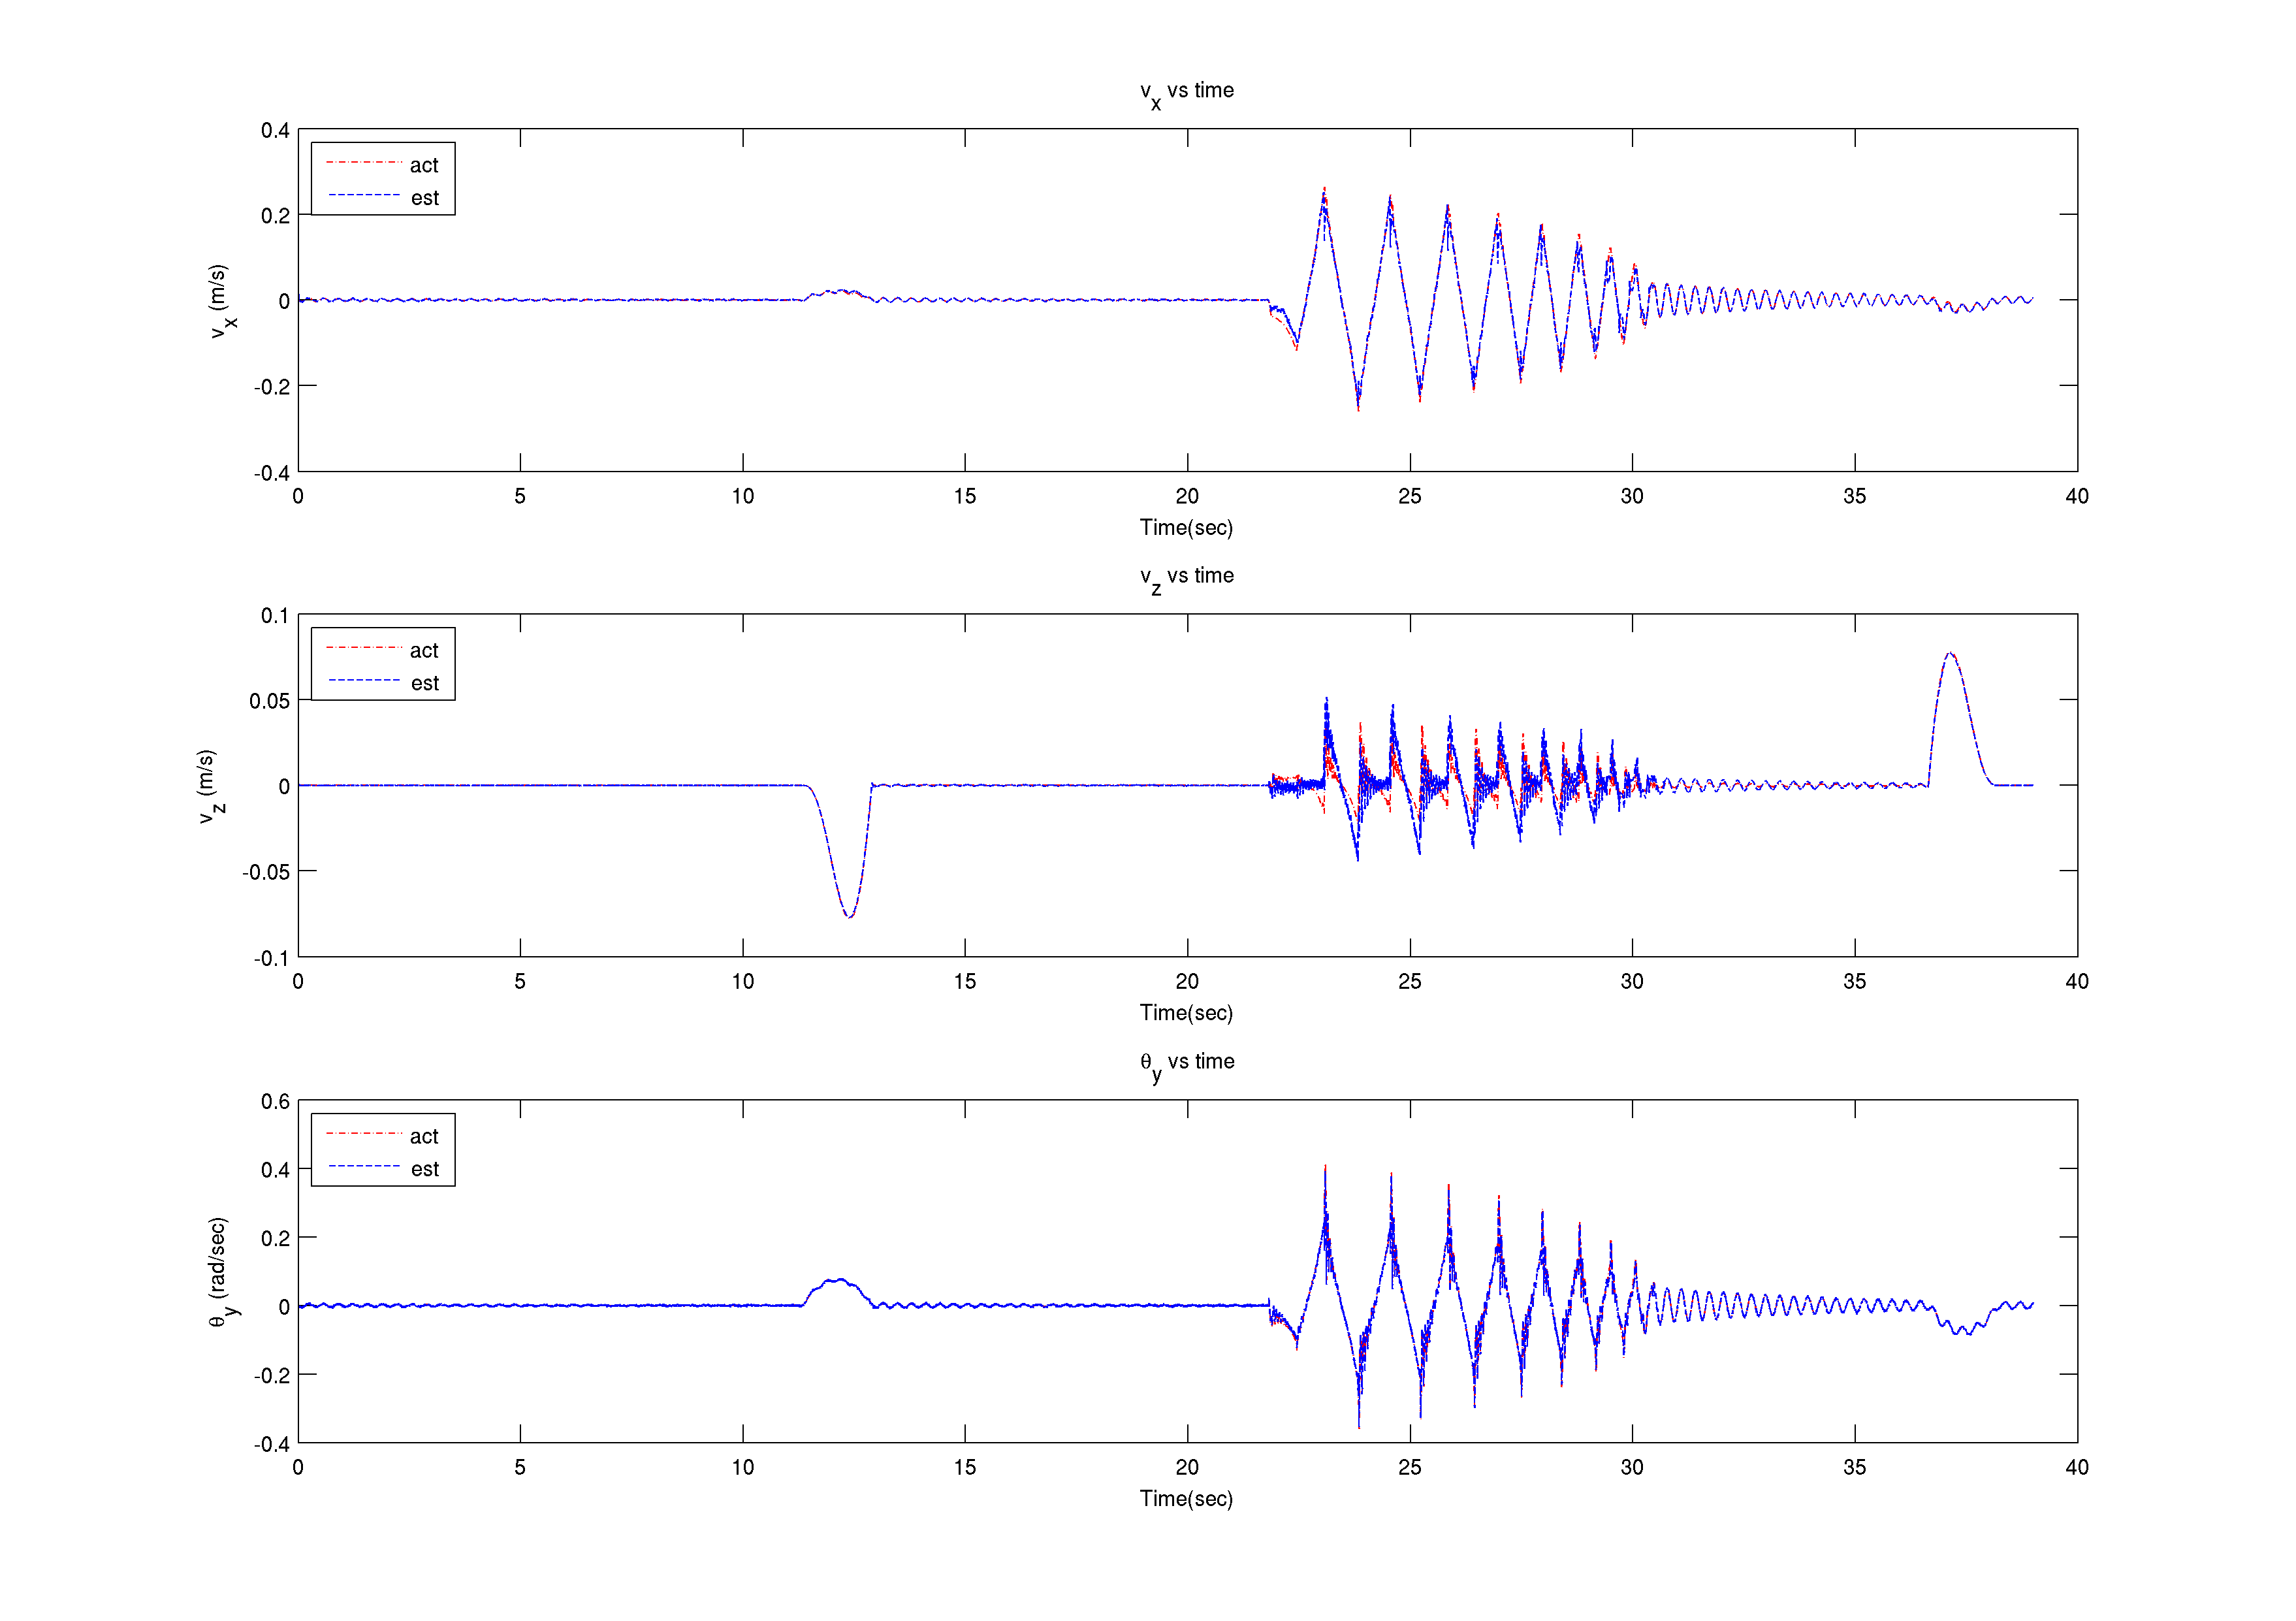 v_x vs time
0.4
0.2
0
-0.2
-0.4
v_x (m/s)
act
est
0 5 10 15 20 25 30 35 40
Time(sec)
v_z vs time
0.1
0.05
0
-0.05
-0.1
v_z (m/s)
act
est
0 5 10 15 20 25 30 35 40
Time(sec)
θ_y vs time
0.6
0.4
0.2
0
-0.2
-0.4
θ_y (rad/sec)
act
est
0 5 10 15 20 25 30 35 40
Time(sec)